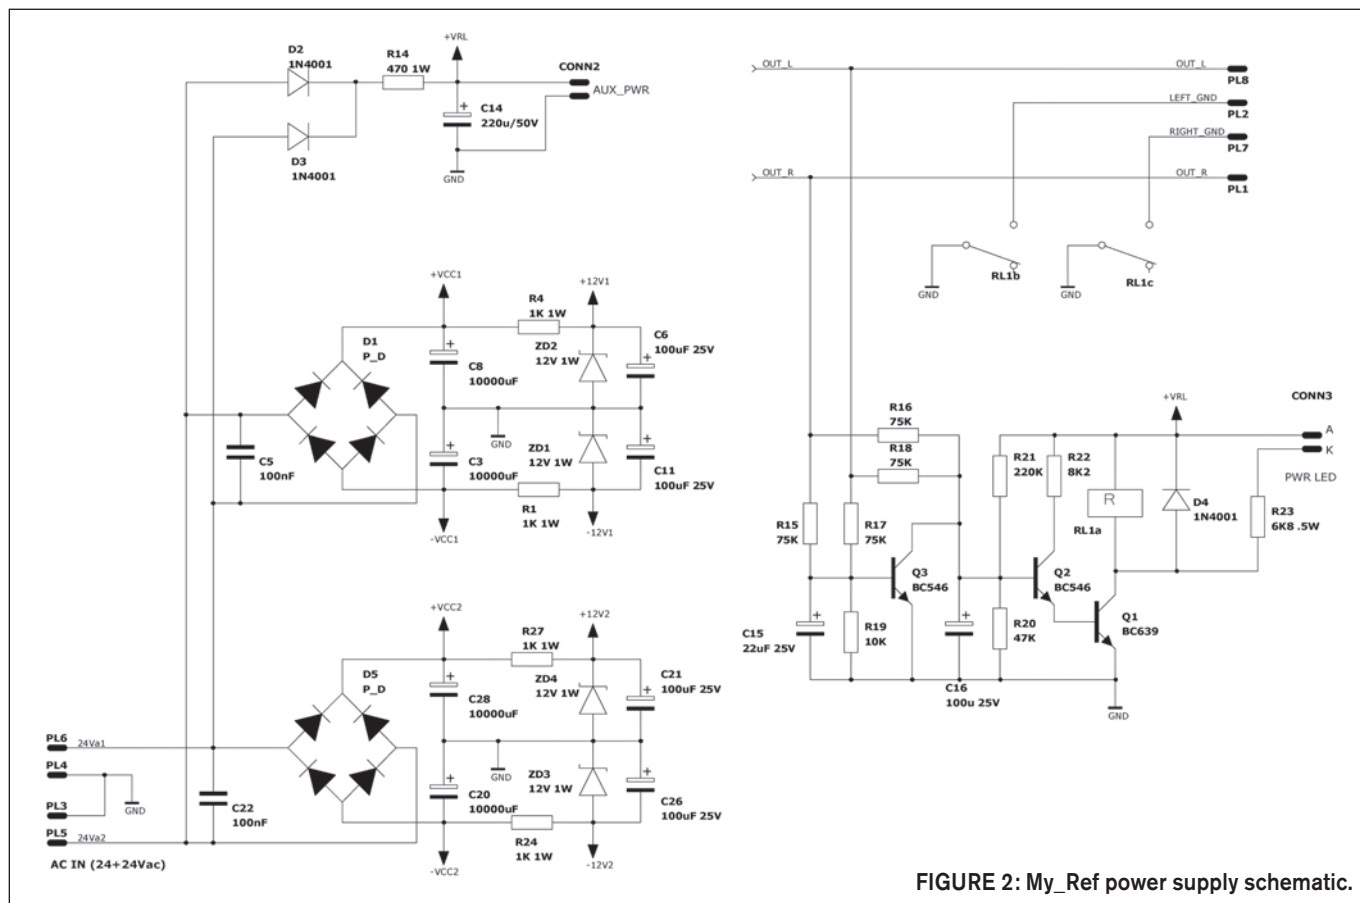 D2
1N4001
D3
1N4001
R14
470 1W
+VRL
C14
220u/50V
GND
CONN2
AUX_PWR
D1
P_D
C5
100nF
+VCC1
C8
10000uF
C3
10000uF
-VCC1
GND
R4
1K 1W
ZD2
12V 1W
ZD1
12V 1W
R1
1K 1W
+12V1
-12V1
C6
100uF 25V
C11
100uF 25V
D5
P_D
+VCC2
C28
10000uF
C20
10000uF
-VCC2
GND
R27
1K 1W
ZD4
12V 1W
ZD3
12V 1W
R24
1K 1W
+12V2
-12V2
C21
100uF 25V
C26
100uF 25V
PL6
24Va1
PL4
PL3
GND
PL5
24Va2
C22
100nF
AC IN (24+24Vac)
OUT_L
OUT_L
PL8
LEFT_GND
PL2
RIGHT_GND
PL7
OUT_R
OUT_R
PL1
GND
RL1b
GND
RL1c
R16
75K
R18
75K
R15
75K
R17
75K
Q3
BC546
C15
22uF 25V
R19
10K
C16
100u 25V
R21
220K
R22
8K2
R20
47K
Q2
BC546
Q1
BC639
GND
R
RL1a
+VRL
D4
1N4001
CONN3
A
K
PWR LED
R23
6K8 .5W
FIGURE 2: My_Ref power supply schematic.